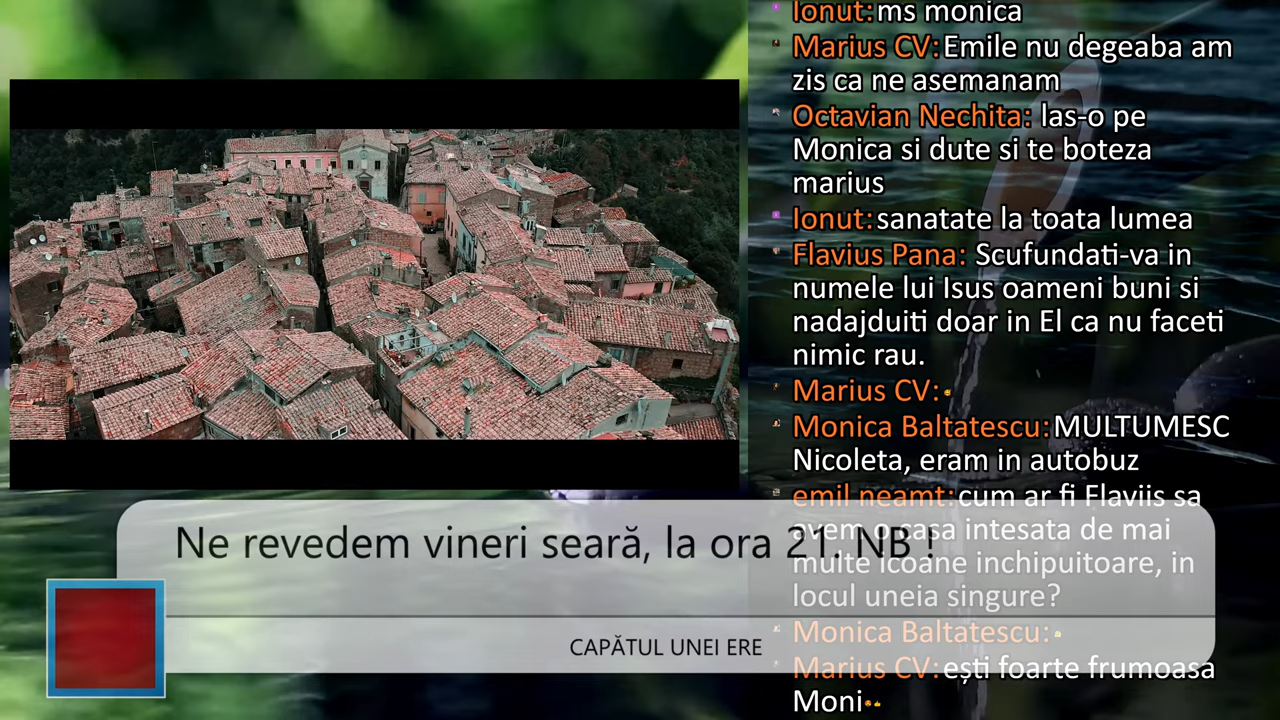 Ionut: ms monica
Marius CV: Emile nu degeaba am
zis ca ne asemanam
Octavian Nechita: las-o pe
Monica si dute si te boteza
marius
Ionut: sanatate la toata lumea
Flavius Pana: Scufundati-va in
numele lui Isus oameni buni si
nadajduiti doar in El ca nu faceti
nimic rau.
Marius CV:
Monica Baltatescu: MULTUMESC
Nicoleta, eram in autobuz
emil neamt: cum ar fi Flaviis sa
avem o casa intesata de mai
multe icoane inchipuitoare, in
locul uneia singure?
Monica Baltatescu:
Marius CV: ești foarte frumoasa
Moni
Ne revedem vineri seară, la ora 21. NB !
CAPĂTUL UNEI ERE